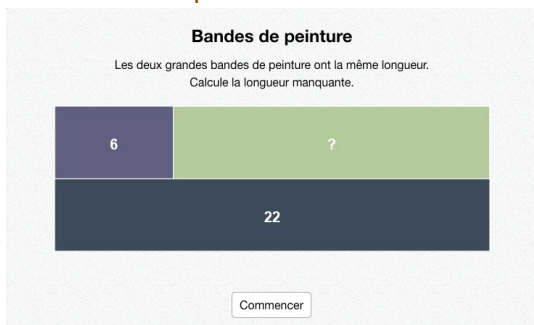 Bandes de peinture
Les deux grandes bandes de peinture ont la même longueur.
Calcule la longueur manquante.
6
?
22
Commencer